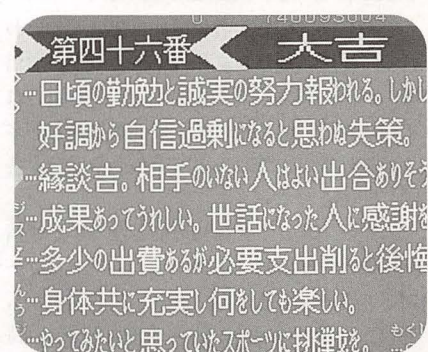 第四十六番 大吉
…日頃の勤勉と誠実の努力報われる。しかし
好調から自信過剰になると思わぬ失策。
…縁談吉。相手のいない人はよい出合ありそう
…成果あってうれしい。世話になった人に感謝を
…多少の出費あるが必要支出削ると後悔
…身体共に充実し何をしても楽しい。
…やってみたいと思っていたスポーツに挑戦を。